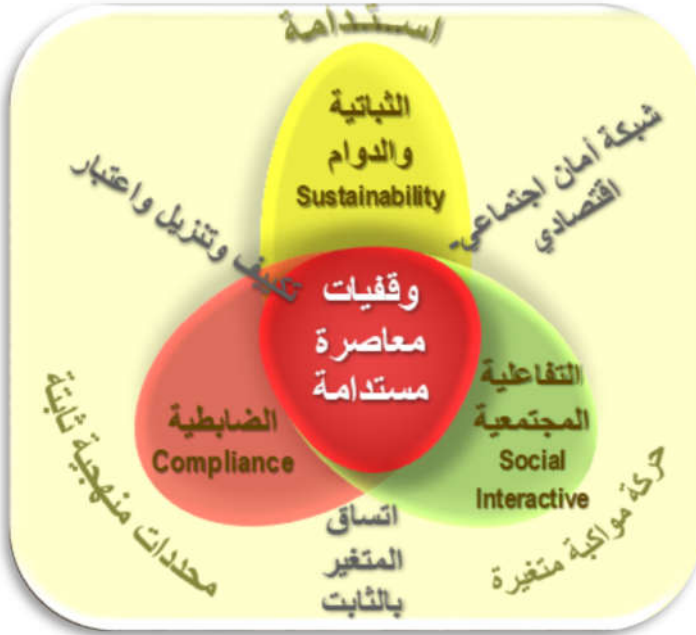 استدامة
الثباتية
والدوام
Sustainability
شبكة أمان اجتماعي-
اقتصادي
تكييف وتنزيل واعتبار
وقفيات
معاصرة
مستدامة
التفاعلية
المجتمعية
Social
Interactive
الضابطية
Compliance
محددات منهجية ثابتة
حركة مواكبة متغيرة
اتساق
المتغير
بالثابت